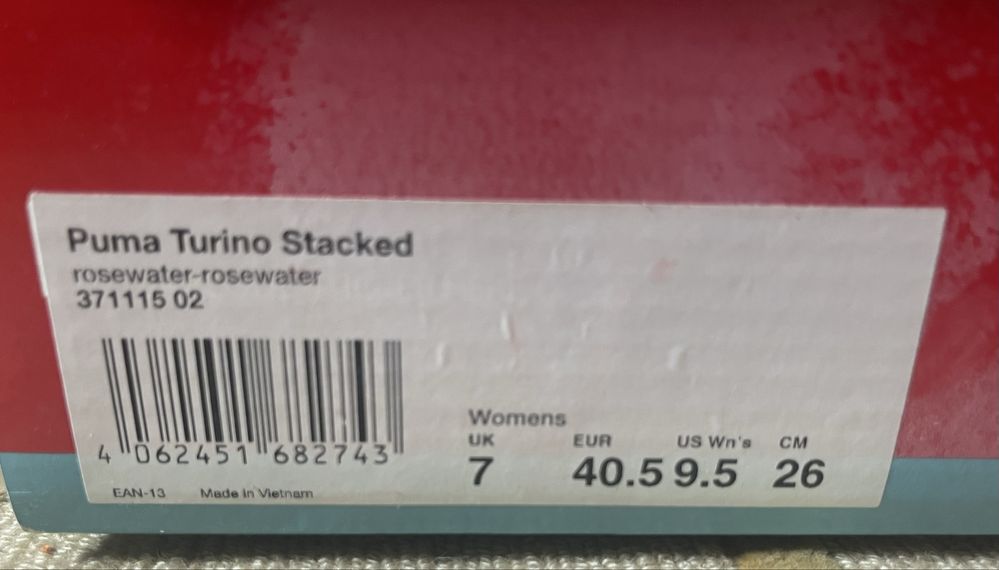 Puma Turino Stacked
rosewater-rosewater
371115 02
4 062451 682743
EAN-13 Made in Vietnam
Womens
UK EUR US Wn's CM
7 40.5 9.5 26